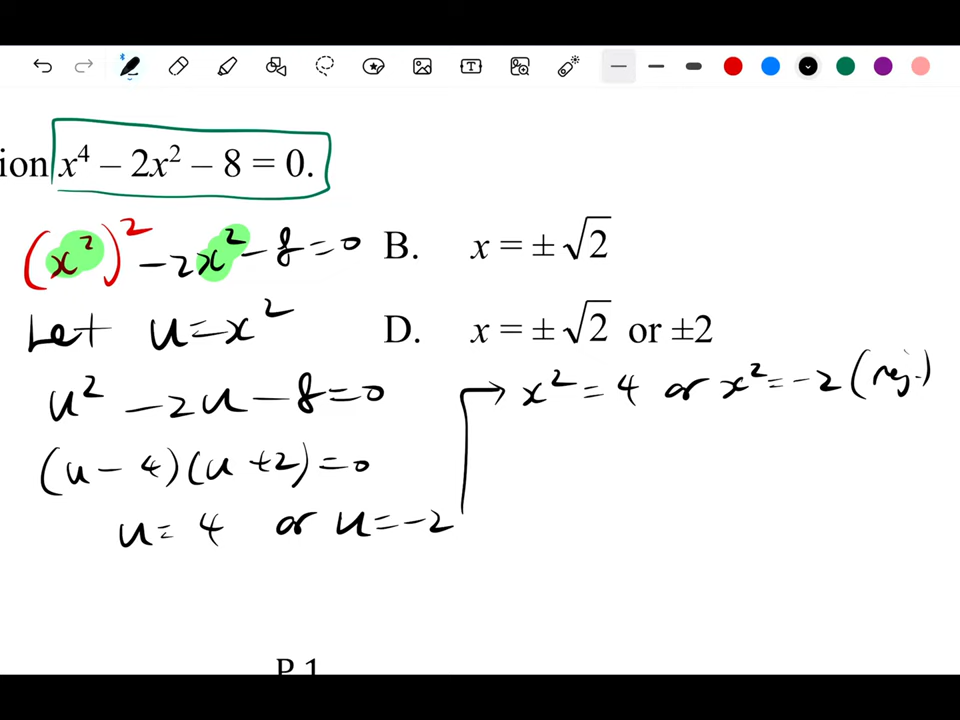 ion x⁴ – 2x² – 8 = 0.
(x²)² – 2x² – 8 = 0
B. x = ±√2
Let u = x²
D. x = ±√2 or ±2
u² – 2u – 8 = 0
→ x² = 4 or x² = –2 (rej.)
(u – 4)(u + 2) = 0
u = 4 or u = –2
P.1